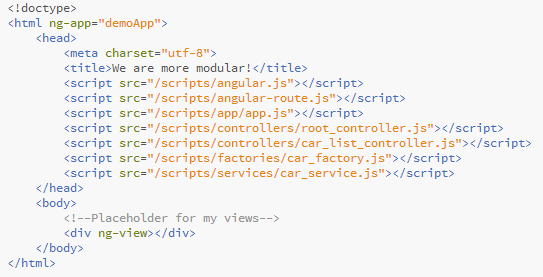 <!doctype>
<html ng-app="demoApp">
    <head>
        <meta charset="utf-8">
        <title>We are more modular!</title>
        <script src="/scripts/angular.js"></script>
        <script src="/scripts/angular-route.js"></script>
        <script src="/scripts/app/app.js"></script>
        <script src="/scripts/controllers/root_controller.js"></script>
        <script src="/scripts/controllers/car_list_controller.js"></script>
        <script src="/scripts/factories/car_factory.js"></script>
        <script src="/scripts/services/car_service.js"></script>
    </head>
    <body>
        <!--Placeholder for my views-->
        <div ng-view></div>
    </body>
</html>